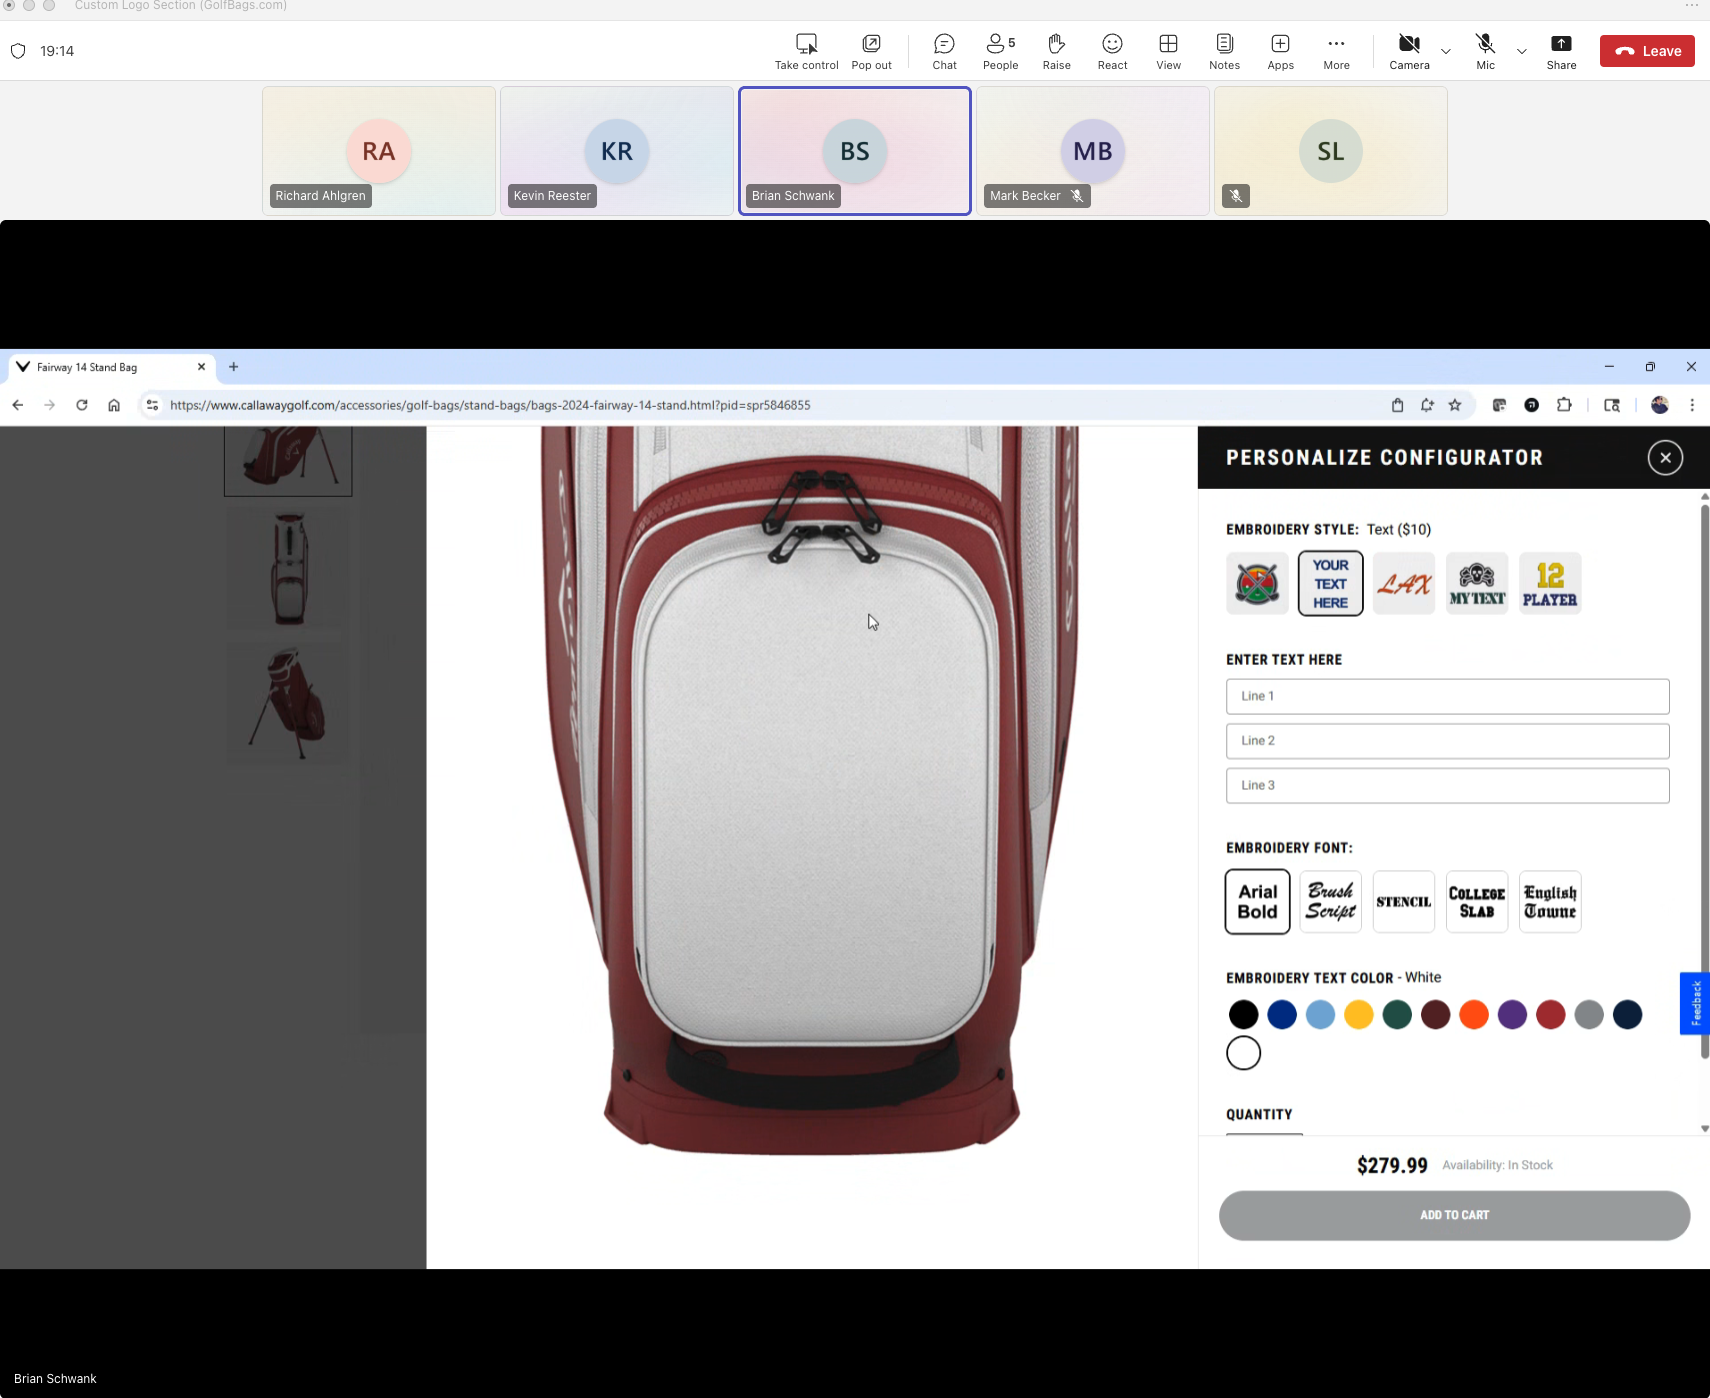 Custom Logo Section (GolfBags.com)
19:14
Take control
Pop out
Chat
People
5
Raise
React
View
Notes
Apps
More
Camera
Mic
Share
Leave
RA
Richard Ahlgren
KR
Kevin Reester
BS
Brian Schwank
MB
Mark Becker
SL
Fairway 14 Stand Bag
https://www.callawaygolf.com/accessories/golf-bags/stand-bags/bags-2024-fairway-14-stand.html?pid=spr5846855
PERSONALIZE CONFIGURATOR
EMBROIDERY STYLE: Text ($10)
YOUR
TEXT
HERE
LAX
MY TEXT
12
PLAYER
ENTER TEXT HERE
Line 1
Line 2
Line 3
EMBROIDERY FONT:
Arial
Bold
Brush
Script
STENCIL
COLLEGE
SLAB
English
Towne
EMBROIDERY TEXT COLOR - White
Feedback
QUANTITY
$279.99 Availability: In Stock
ADD TO CART
Brian Schwank